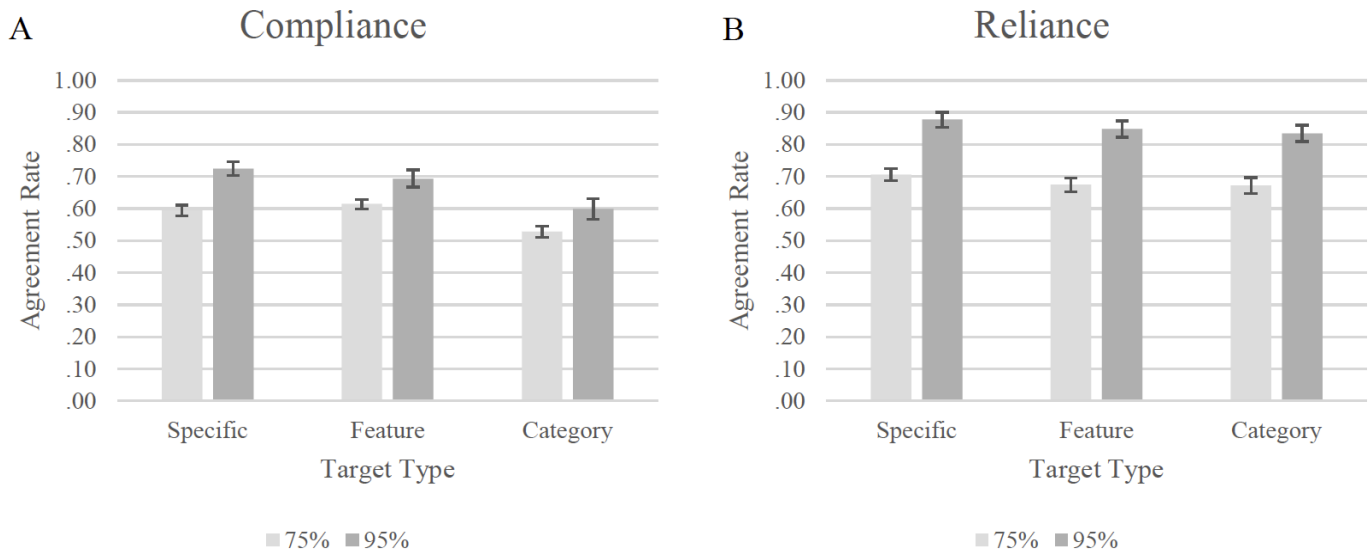 A
Compliance
1.00
.90
.80
.70
.60
.50
.40
.30
.20
.10
.00
Agreement Rate
Specific Feature Category
Target Type
75% 95%
B
Reliance
1.00
.90
.80
.70
.60
.50
.40
.30
.20
.10
.00
Agreement Rate
Specific Feature Category
Target Type
75% 95%